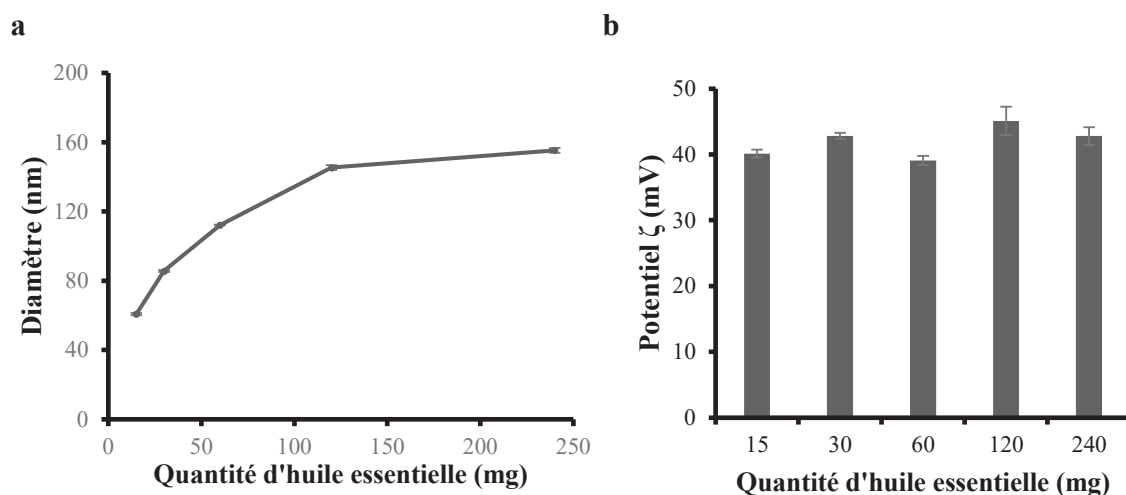 a
200
160
120
80
40
0
Diamètre (nm)
0 50 100 150 200 250
Quantité d'huile essentielle (mg)
b
50
40
30
20
10
0
Potentiel ζ (mV)
15 30 60 120 240
Quantité d'huile essentielle (mg)